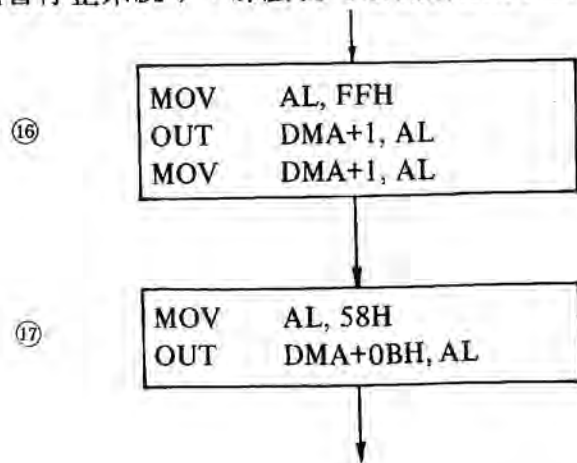 ⑯
MOV AL, FFH
OUT DMA+1, AL
MOV DMA+1, AL
⑰
MOV AL, 58H
OUT DMA+0BH, AL